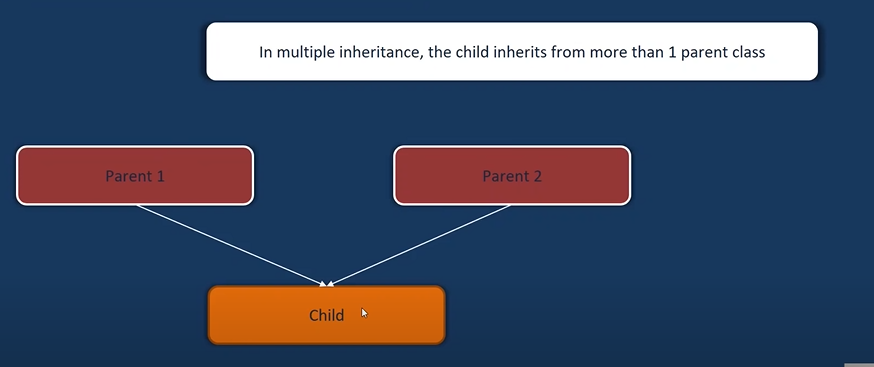 In multiple inheritance, the child inherits from more than 1 parent class
Parent 1
Parent 2
Child